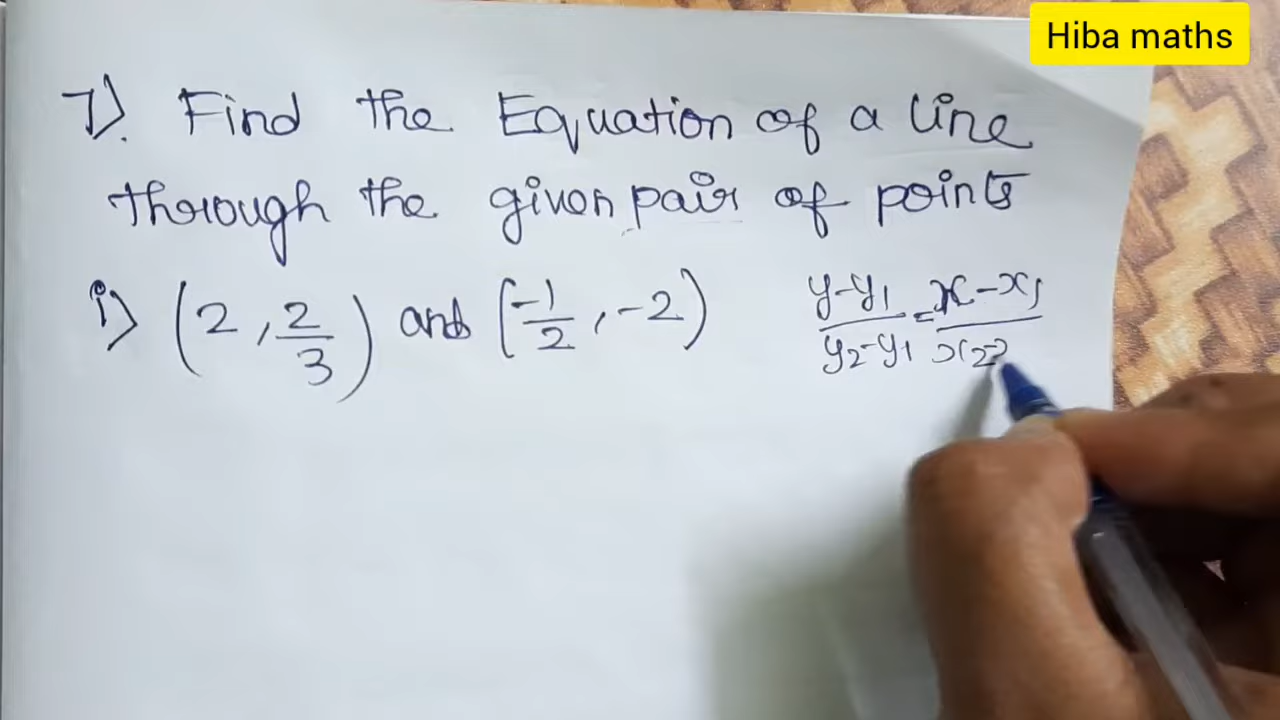 Hiba maths
7). Find the Equation of a line
through the given pair of points
i) (2, 2/3) and (-1/2, -2)
y-y1/y2-y1 = x-x1/x2-